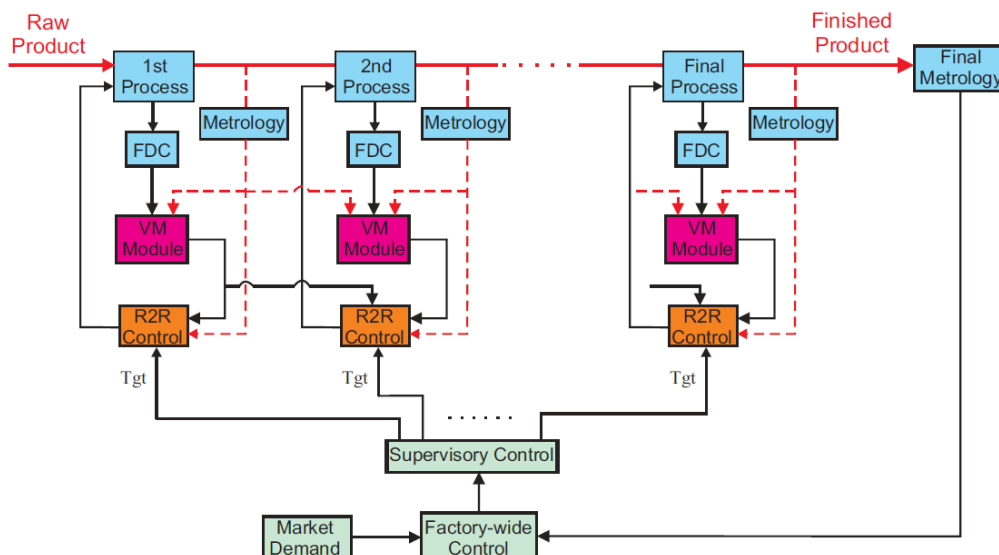 Raw
Product
Finished
Product
1st
Process
2nd
Process
Final
Process
Final
Metrology
Metrology
Metrology
FDC
FDC
FDC
VM
Module
VM
Module
VM
Module
R2R
Control
R2R
Control
R2R
Control
Tgt
Tgt
Tgt
Supervisory Control
Market
Demand
Factory-wide
Control